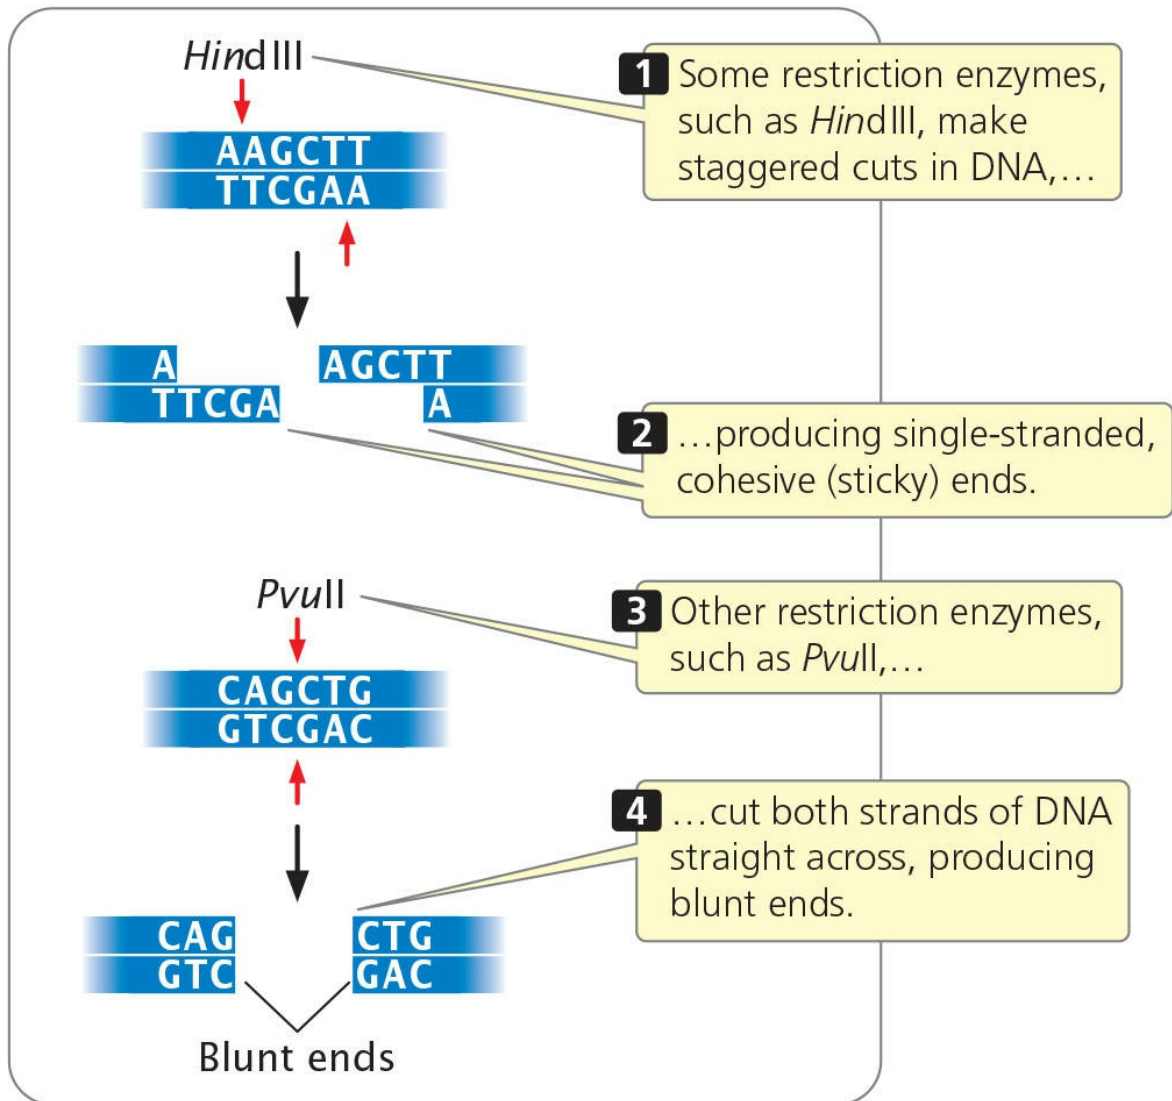 HindIII
1 Some restriction enzymes,
such as HindIII, make
staggered cuts in DNA,…
AAGCTT
TTCGAA
A AGCTT
TTCGA A
2 …producing single-stranded,
cohesive (sticky) ends.
PvuII
3 Other restriction enzymes,
such as PvuII,…
CAGCTG
GTCGAC
4 …cut both strands of DNA
straight across, producing
blunt ends.
CAG CTG
GTC GAC
Blunt ends